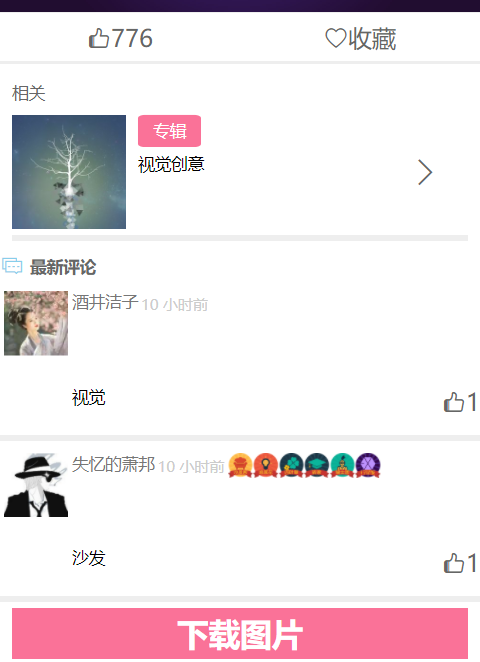 776
收藏
相关
专辑
视觉创意
最新评论
酒井洁子 10 小时前
视觉
1
失忆的萧邦 10 小时前
沙发
1
下载图片